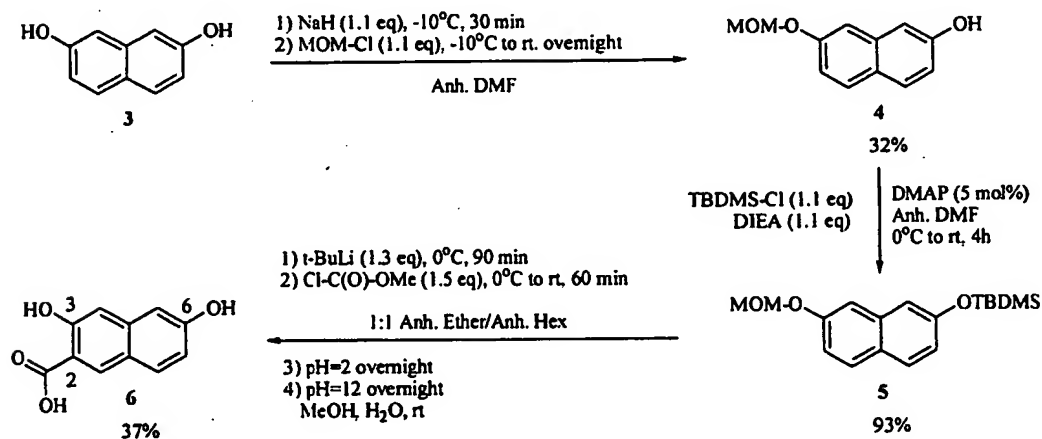 HO
OH
3
1) NaH (1.1 eq), -10°C, 30 min
2) MOM-Cl (1.1 eq), -10°C to rt. overnight
Anh. DMF
MOM-O
OH
4
32%
TBDMS-Cl (1.1 eq)
DIEA (1.1 eq)
DMAP (5 mol%)
Anh. DMF
0°C to rt, 4h
MOM-O
OTBDMS
5
93%
1) t-BuLi (1.3 eq), 0°C, 90 min
2) Cl-C(O)-OMe (1.5 eq), 0°C to rt, 60 min
1:1 Anh. Ether/Anh. Hex
3) pH=2 overnight
4) pH=12 overnight
MeOH, H₂O, rt
HO
3
6
OH
O
2
OH
6
37%